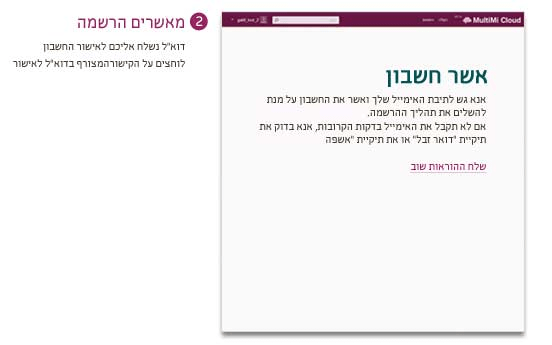 MultiMi Cloud
אשר חשבון
אנא גש לתיבת האימייל שלך ואשר את החשבון על מנת
להשלים את תהליך ההרשמה.
אם לא תקבל את האימייל בדקות הקרובות, אנא בדוק את
תיקיית "דואר זבל" או את תיקיית "אשפה
שלח ההוראות שוב
2 מאשרים הרשמה
דוא"ל נשלח אליכם לאישור החשבון
לוחצים על הקישורהמצורף בדוא"ל לאישור